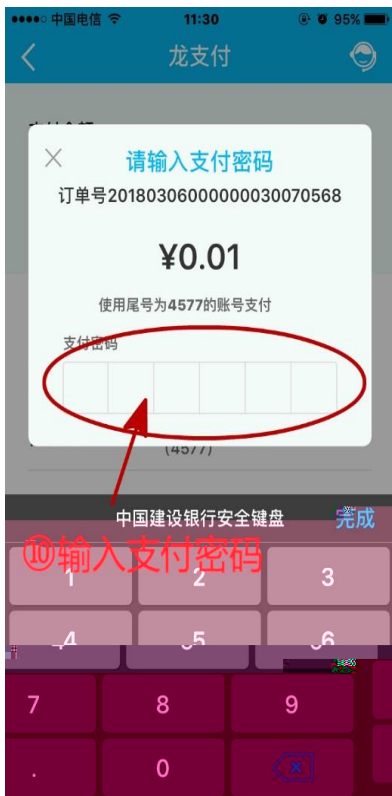 中国电信 11:30 95%
龙支付
请输入支付密码
订单号20180306000000030070568
¥0.01
使用尾号为4577的账号支付
支付密码
(4577)
中国建设银行安全键盘 完成
⑩输入支付密码
1 2 3
4 5 6
7 8 9
. 0